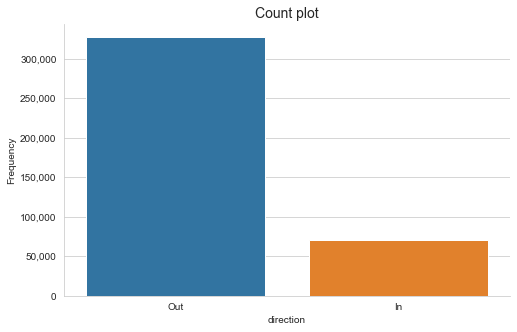 Count plot
300,000
250,000
200,000
150,000
100,000
50,000
0
Frequency
Out
In
direction